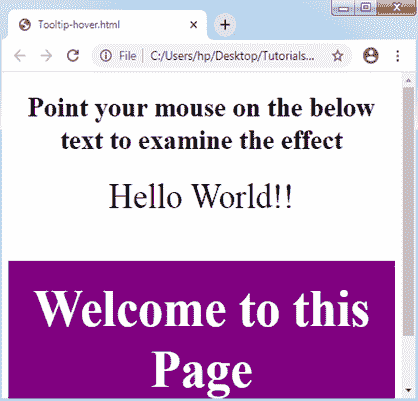 Tooltip-hover.html
File
C:/Users/hp/Desktop/Tutorials...
Point your mouse on the below
text to examine the effect
Hello World!!
Welcome to this
Page